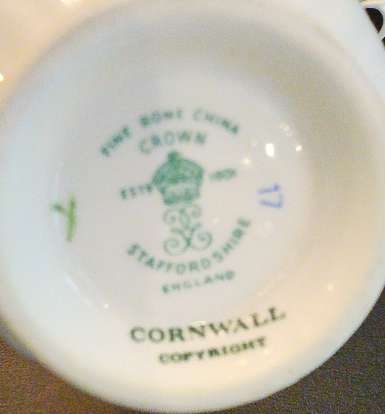 FINE BONE CHINA
CROWN
ESTD 1801
STAFFORDSHIRE
ENGLAND
CORNWALL
COPYRIGHT
17